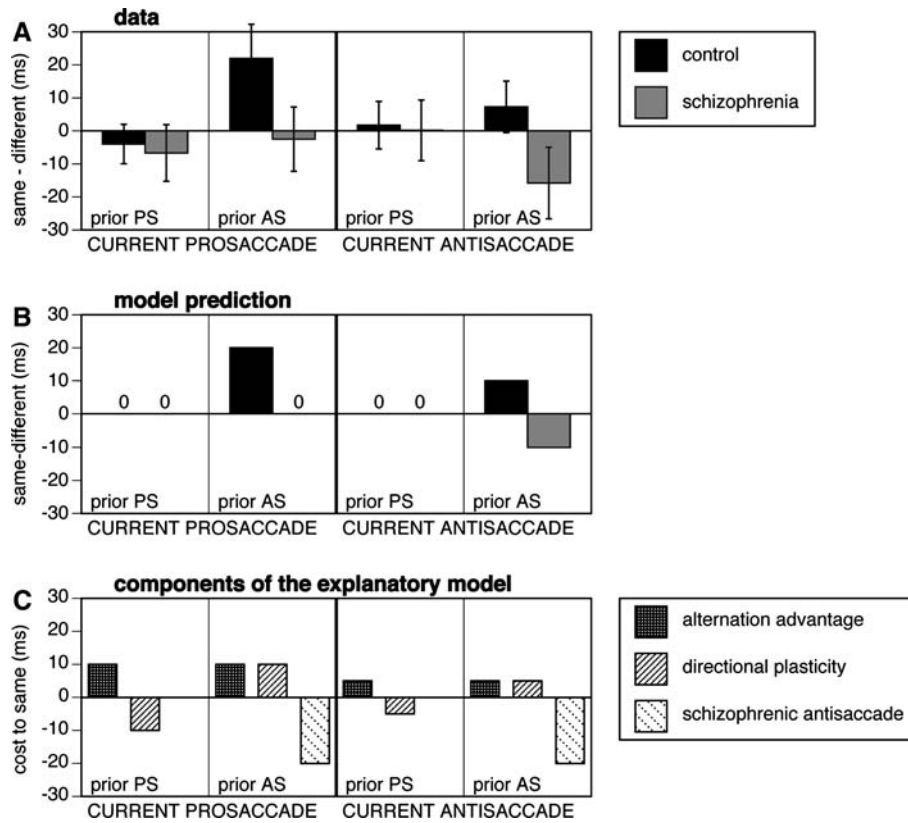 A data
30
20
10
0
-10
-20
-30
same - different (ms)
prior PS prior AS prior PS prior AS
CURRENT PROSACCADE CURRENT ANTISACCADE
control
schizophrenia
B model prediction
30
20
10
0
-10
-20
-30
same-different (ms)
0 0 0 0 0
prior PS prior AS prior PS prior AS
CURRENT PROSACCADE CURRENT ANTISACCADE
C components of the explanatory model
30
20
10
0
-10
-20
-30
cost to same (ms)
prior PS prior AS prior PS prior AS
CURRENT PROSACCADE CURRENT ANTISACCADE
alternation advantage
directional plasticity
schizophrenic antisaccade